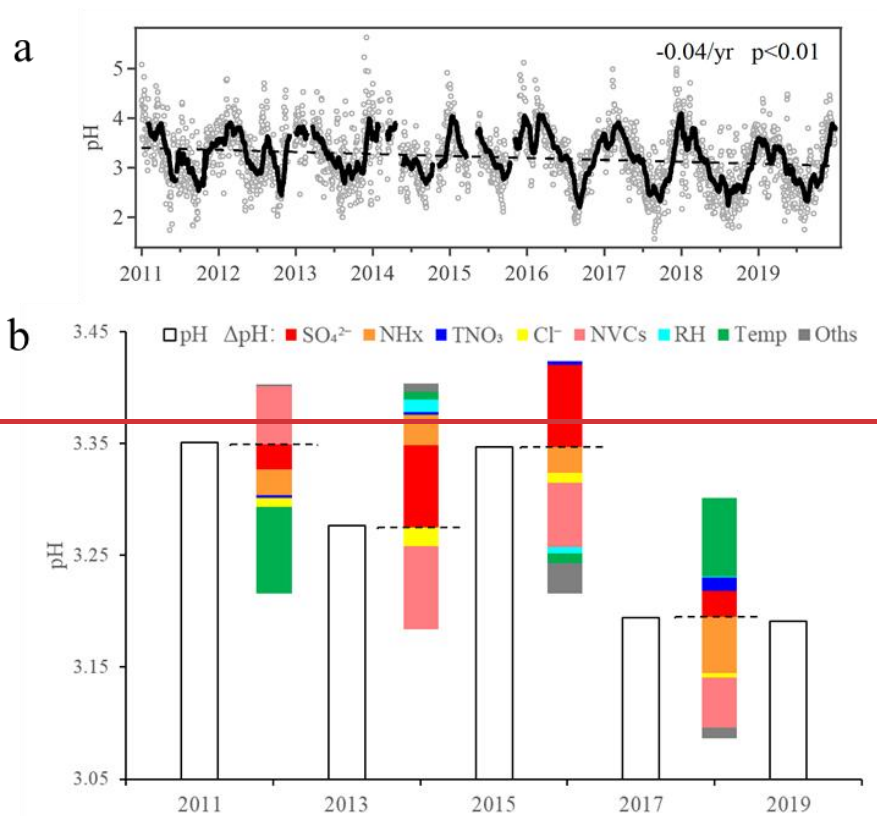 a
-0.04/yr p<0.01
pH
5
4
3
2
2011 2012 2013 2014 2015 2016 2017 2018 2019
b
3.45
pH ΔpH: SO₄²⁻ NHx TNO₃ Cl⁻ NVCs RH Temp Oths
3.35
3.25
pH
3.15
3.05
2011 2013 2015 2017 2019